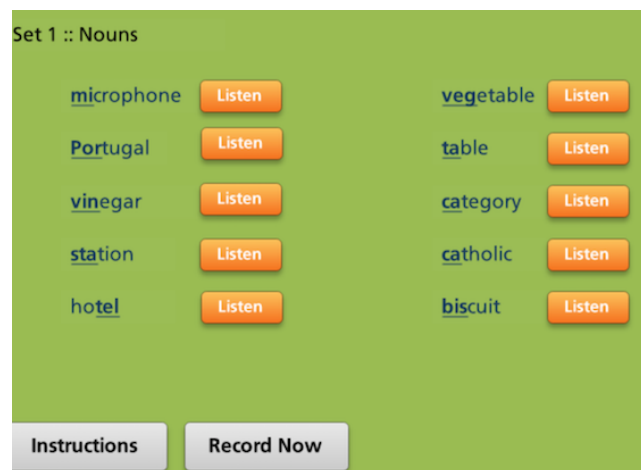 Set 1 :: Nouns
microphone Listen vegetable Listen
Portugal Listen table Listen
vinegar Listen category Listen
station Listen catholic Listen
hotel Listen biscuit Listen
Instructions Record Now